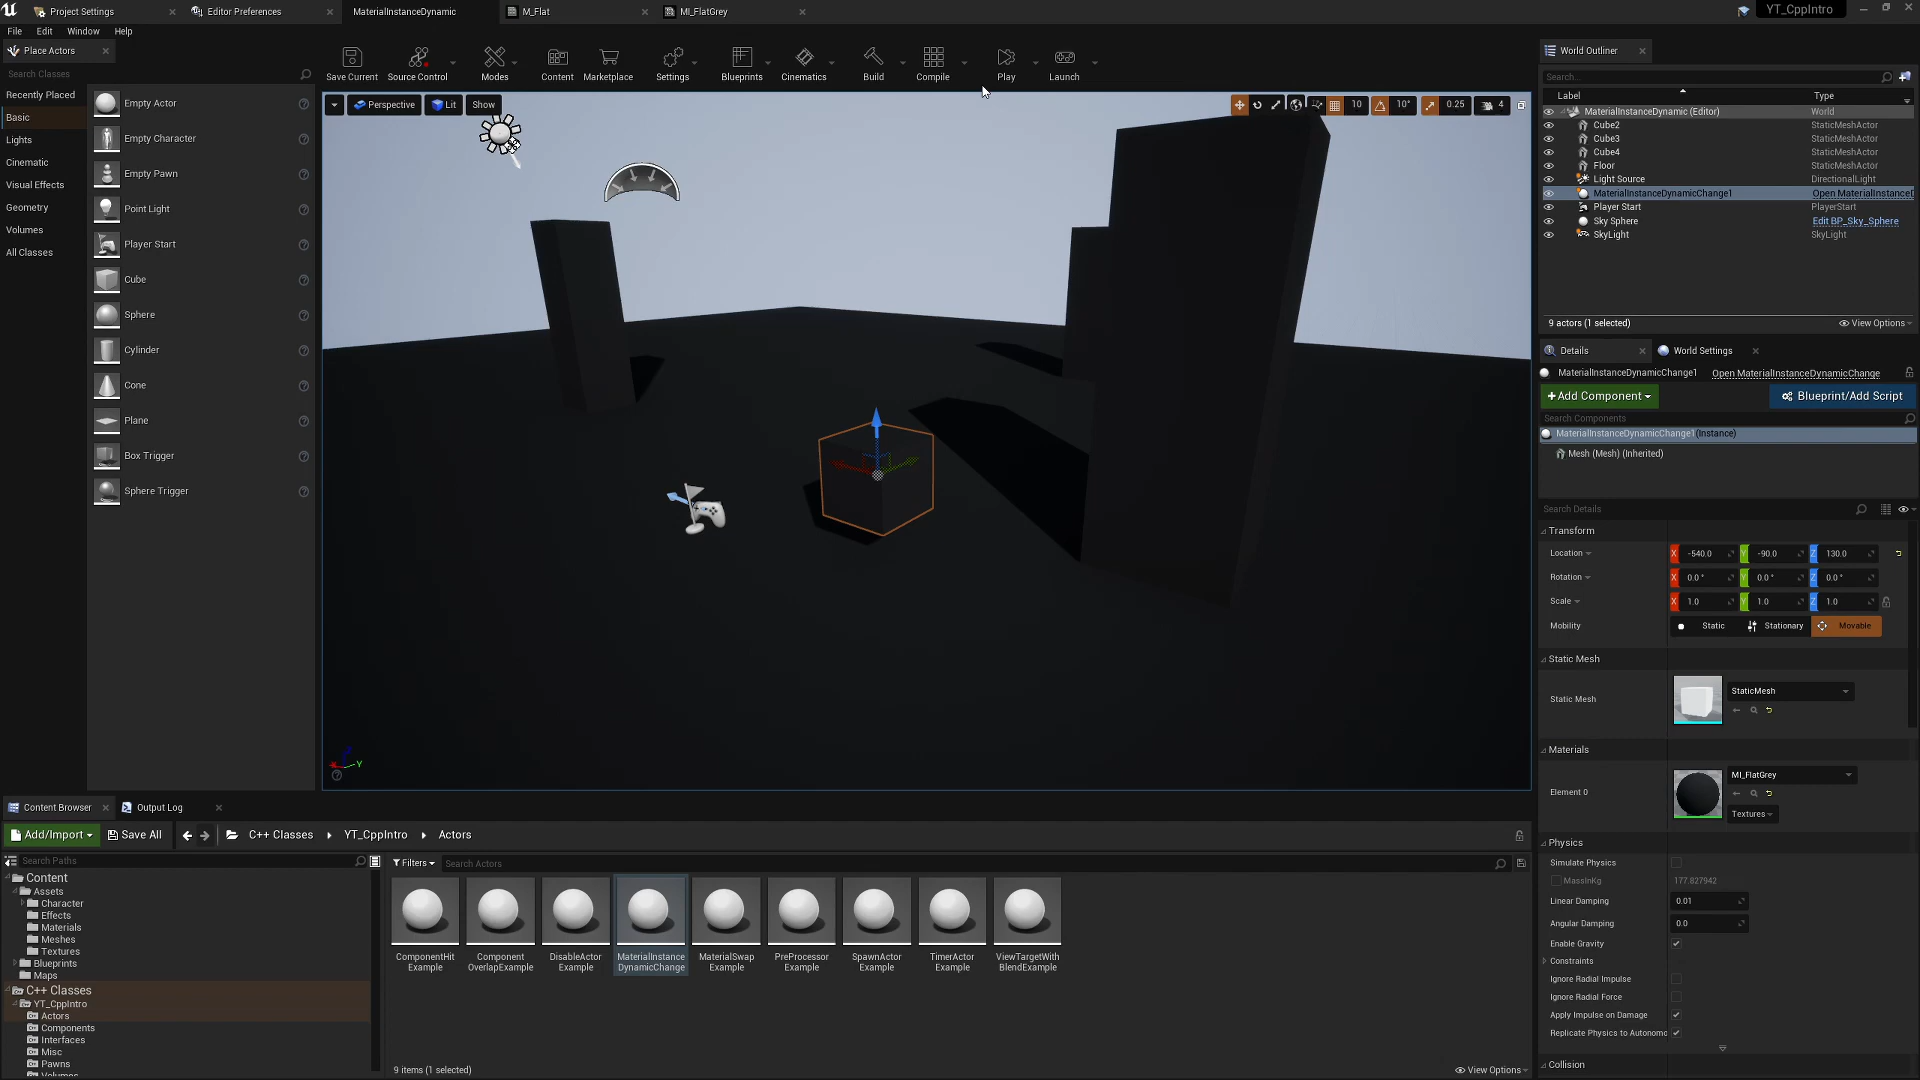 Project Settings
Editor Preferences
MaterialInstanceDynamic
M_Flat
MI_FlatGrey
YT_CppIntro
File Edit Window Help
Place Actors
Search Classes
Recently Placed
Basic
Lights
Cinematic
Visual Effects
Geometry
Volumes
All Classes
Empty Actor
Empty Character
Empty Pawn
Point Light
Player Start
Cube
Sphere
Cylinder
Cone
Plane
Box Trigger
Sphere Trigger
Save Current
Source Control
Modes
Content
Marketplace
Settings
Blueprints
Cinematics
Build
Compile
Play
Launch
Perspective
Lit
Show
10
10°
0.25
4
X
Y
World Outliner
Search...
Label Type
MaterialInstanceDynamic (Editor) World
Cube2 StaticMeshActor
Cube3 StaticMeshActor
Cube4 StaticMeshActor
Floor StaticMeshActor
Light Source DirectionalLight
MaterialInstanceDynamicChange1 Open MaterialInstanceD
Player Start PlayerStart
Sky Sphere Edit BP_Sky_Sphere
SkyLight SkyLight
9 actors (1 selected)
View Options
Details
World Settings
MaterialInstanceDynamicChange1 Open MaterialInstanceDynamicChange
+Add Component
Blueprint/Add Script
Search Components
MaterialInstanceDynamicChange1(Instance)
Mesh (Mesh) (Inherited)
Search Details
Transform
Location X -540.0 Y -90.0 Z 130.0
Rotation X 0.0 ° Y 0.0 ° Z 0.0 °
Scale X 1.0 Y 1.0 Z 1.0
Mobility Static Stationary Movable
Static Mesh
Static Mesh StaticMesh
Materials
Element 0 MI_FlatGrey
Textures
Physics
Simulate Physics
MassInKg 177.827942
Linear Damping 0.01
Angular Damping 0.0
Enable Gravity
Constraints
Ignore Radial Impulse
Ignore Radial Force
Apply Impulse on Damage
Replicate Physics to Autonomo
Collision
Content Browser
Output Log
Add/Import
Save All
C++ Classes
YT_CppIntro
Actors
Search Paths
Filters
Search Actors
Content
Assets
Character
Effects
Materials
Meshes
Textures
Blueprints
Maps
C++ Classes
YT_CppIntro
Actors
Components
Interfaces
Misc
Pawns
Volumes
ComponentHit
Example
Component
OverlapExample
DisableActor
Example
MaterialInstance
DynamicChange
MaterialSwap
Example
PreProcessor
Example
SpawnActor
Example
TimerActor
Example
ViewTargetWith
BlendExample
9 items (1 selected)
View Options